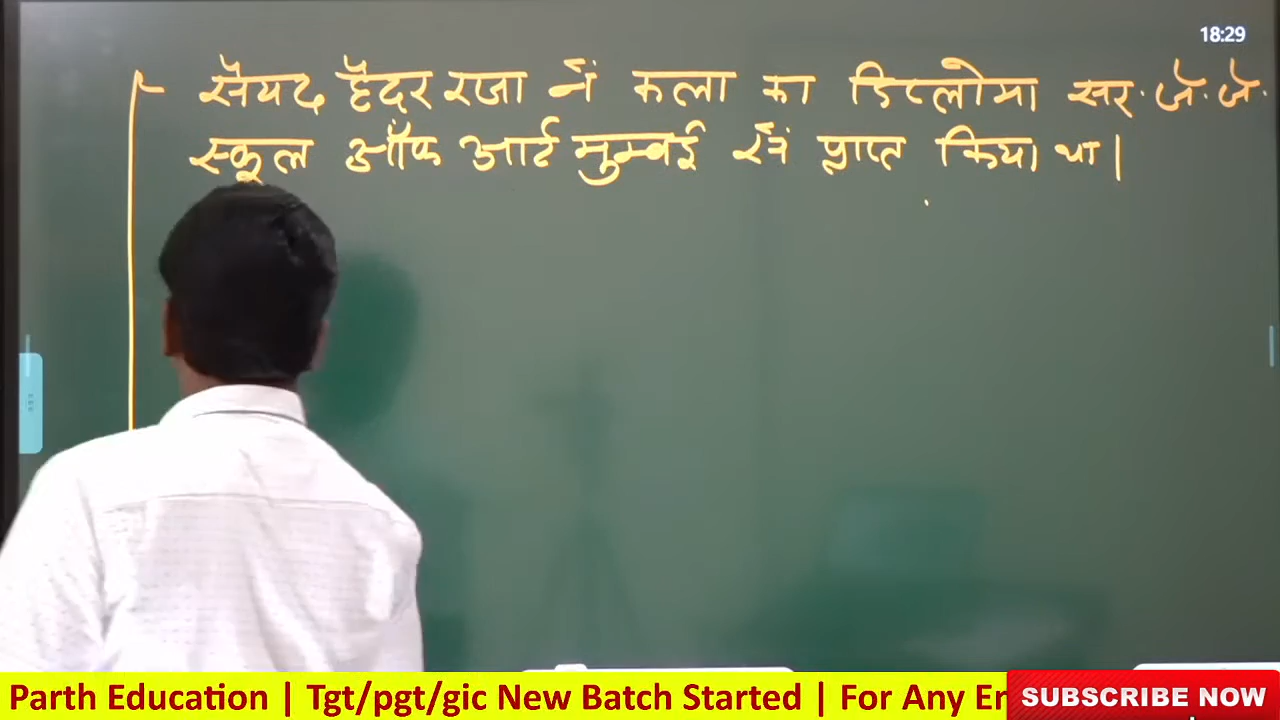 18:29
सैयद हैदर रजा ने कला का डिप्लोमा सर. जे. जे.
स्कूल ऑफ आर्ट मुम्बई से प्राप्त किया था।
Parth Education | Tgt/pgt/gic New Batch Started | For Any En
SUBSCRIBE NOW